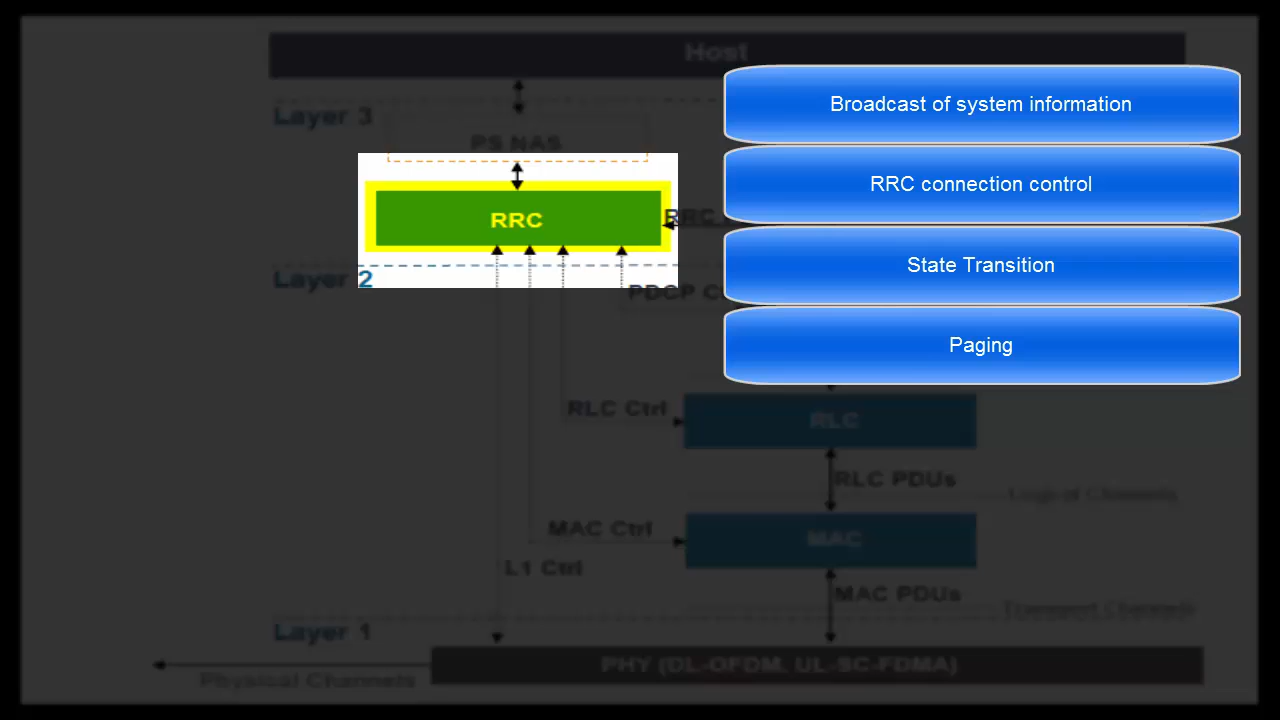 Host
Broadcast of system information
Layer 3
PS NAS
RRC connection control
RRC
RRC
State Transition
Layer 2
PDCP
Paging
RLC Ctrl
RLC
RLC PDUs
Logical Channels
MAC Ctrl
MAC
L1 Ctrl
MAC PDUs
Transport Channels
Layer 1
PHY (DL-OFDM, UL-SC-FDMA)
Physical Channels